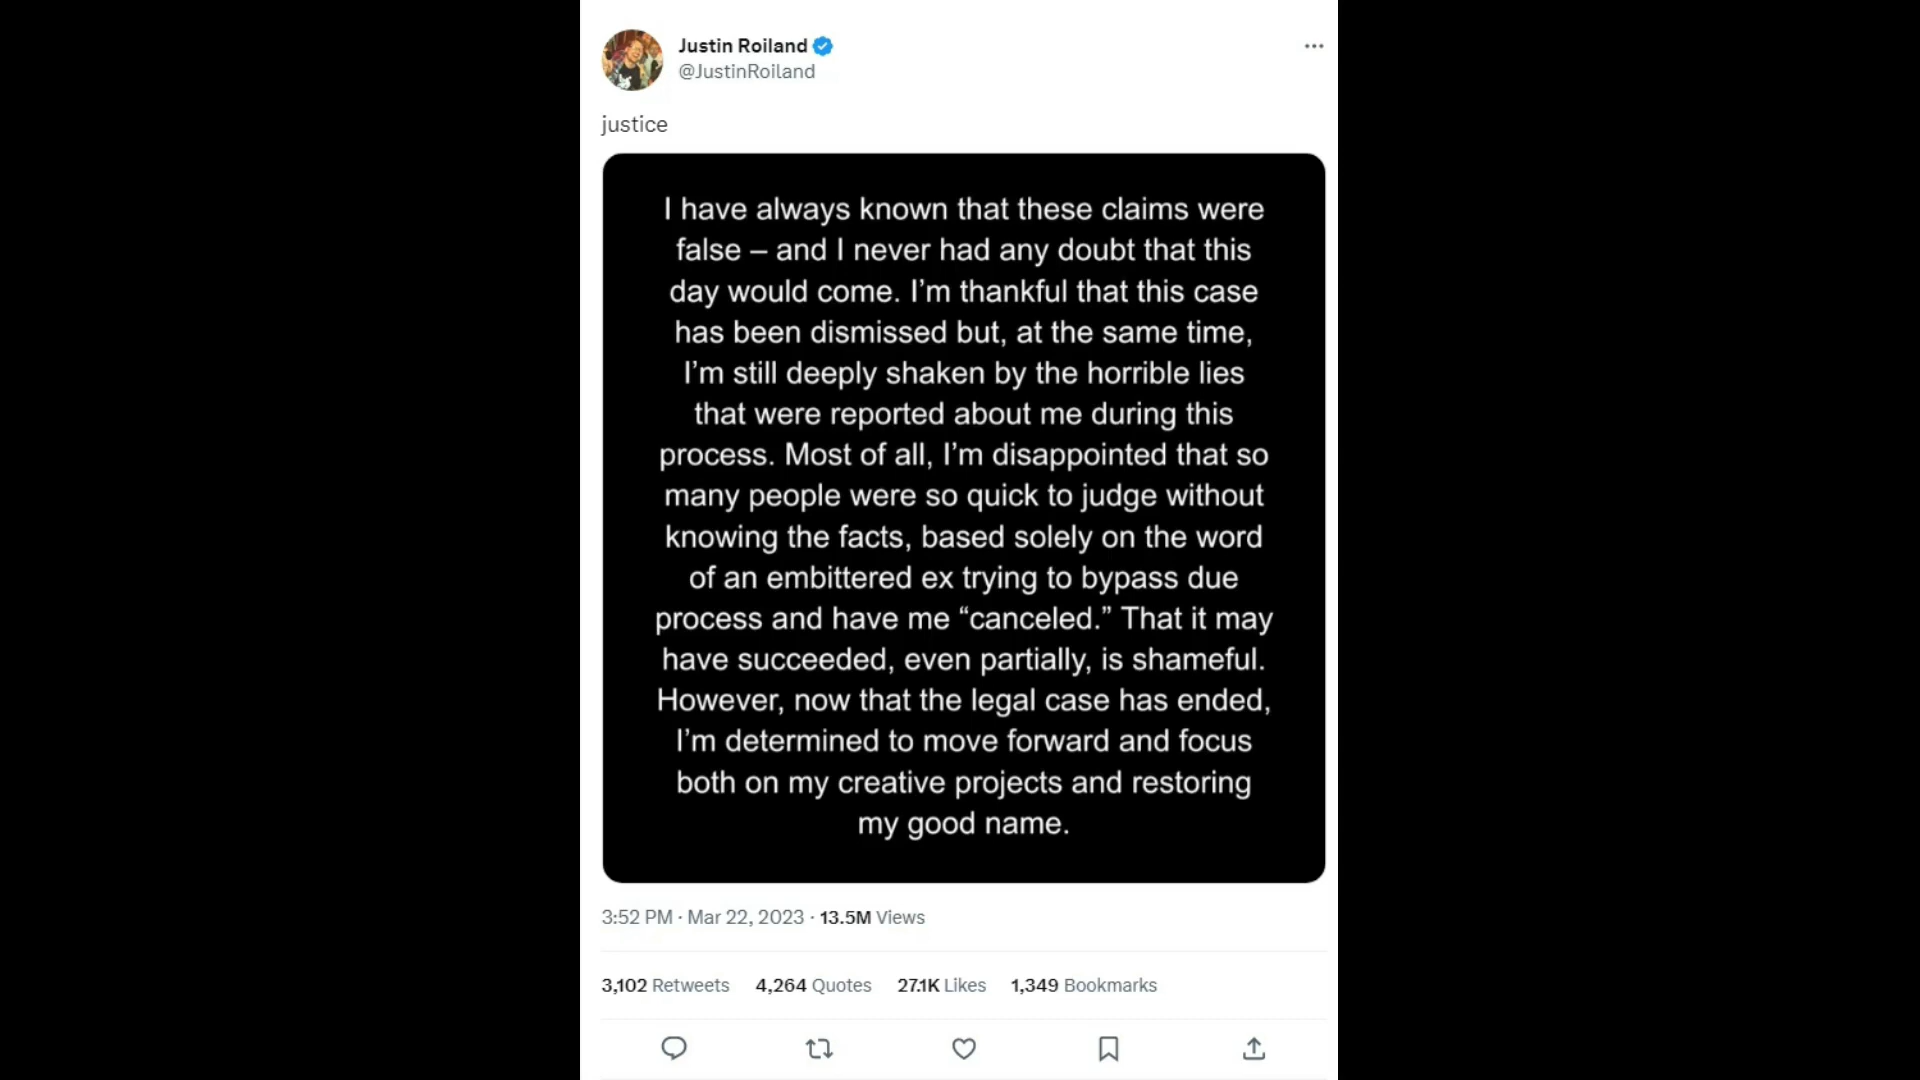 Justin Roiland
@JustinRoiland
justice
I have always known that these claims were
false – and I never had any doubt that this
day would come. I’m thankful that this case
has been dismissed but, at the same time,
I’m still deeply shaken by the horrible lies
that were reported about me during this
process. Most of all, I’m disappointed that so
many people were so quick to judge without
knowing the facts, based solely on the word
of an embittered ex trying to bypass due
process and have me “canceled.” That it may
have succeeded, even partially, is shameful.
However, now that the legal case has ended,
I’m determined to move forward and focus
both on my creative projects and restoring
my good name.
3:52 PM · Mar 22, 2023 · 13.5M Views
3,102 Retweets 4,264 Quotes 27.1K Likes 1,349 Bookmarks